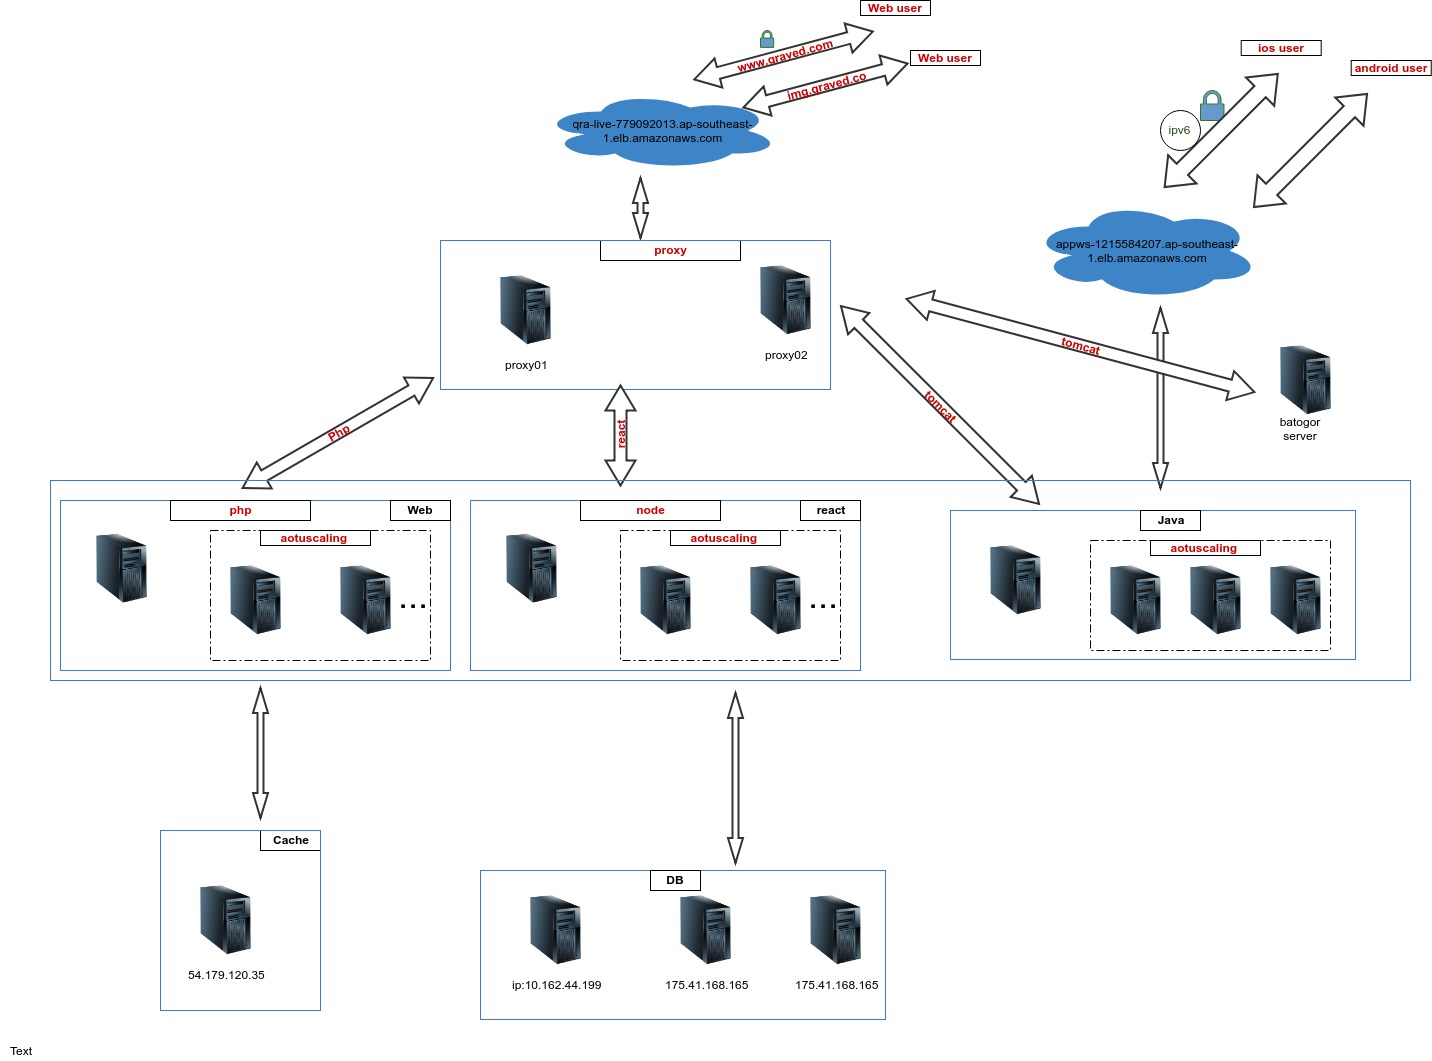 Web user
www.qraved.com
Web user
img.qraved.co
ios user
android user
ipv6
qra-live-779092013.ap-southeast-
1.elb.amazonaws.com
appws-1215584207.ap-southeast-
1.elb.amazonaws.com
proxy
proxy01
proxy02
tomcat
batogor
server
tomcat
Php
react
php
Web
aotuscaling
...
node
react
aotuscaling
...
Java
aotuscaling
Cache
54.179.120.35
DB
ip:10.162.44.199
175.41.168.165
175.41.168.165
Text